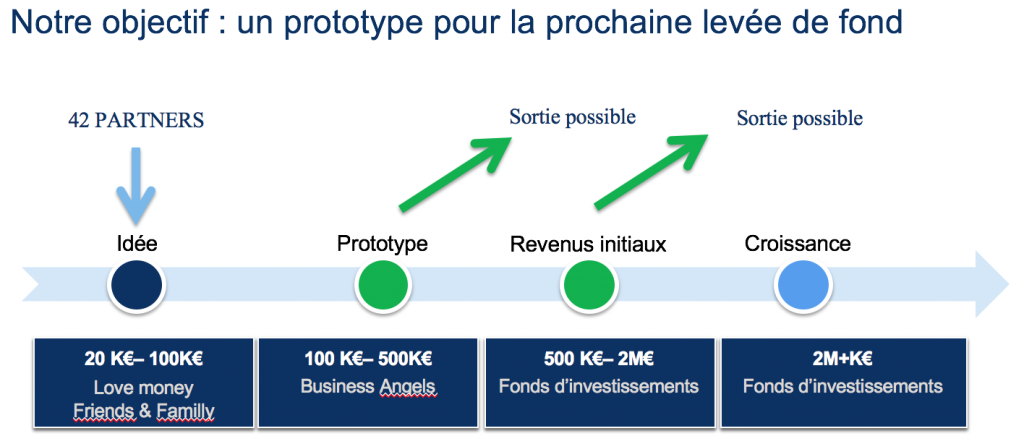 Notre objectif : un prototype pour la prochaine levée de fond
42 PARTNERS
Sortie possible
Sortie possible
Idée
Prototype
Revenus initiaux
Croissance
20 K€– 100K€
Love money
Friends & Familly
100 K€– 500K€
Business Angels
500 K€– 2M€
Fonds d’investissements
2M+K€
Fonds d’investissements